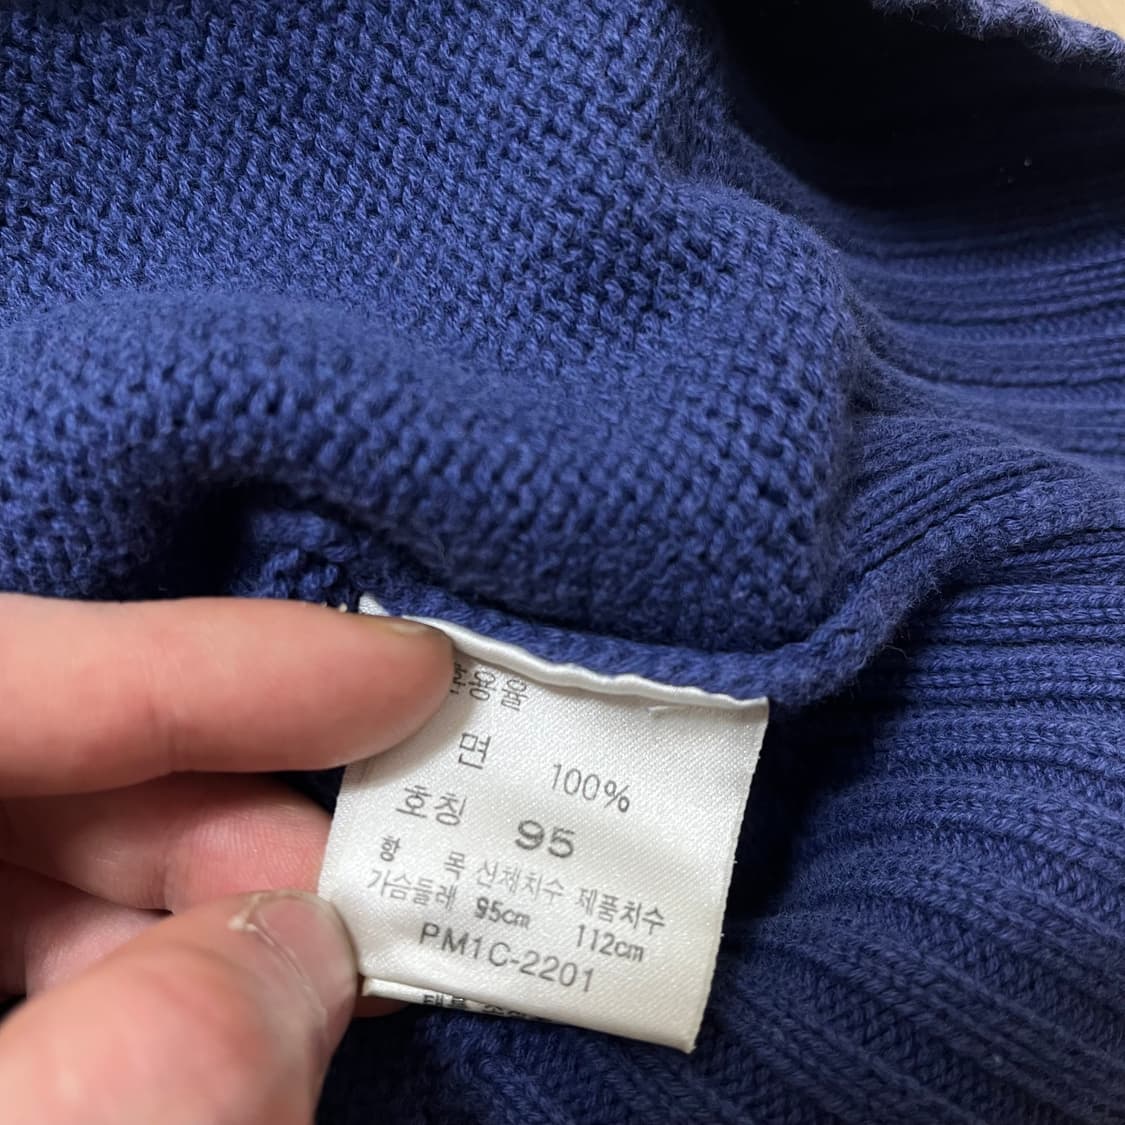 면 100%
호칭 95
항 목 신체치수 제품치수
가슴둘레 95cm 112cm
PM1C-2201